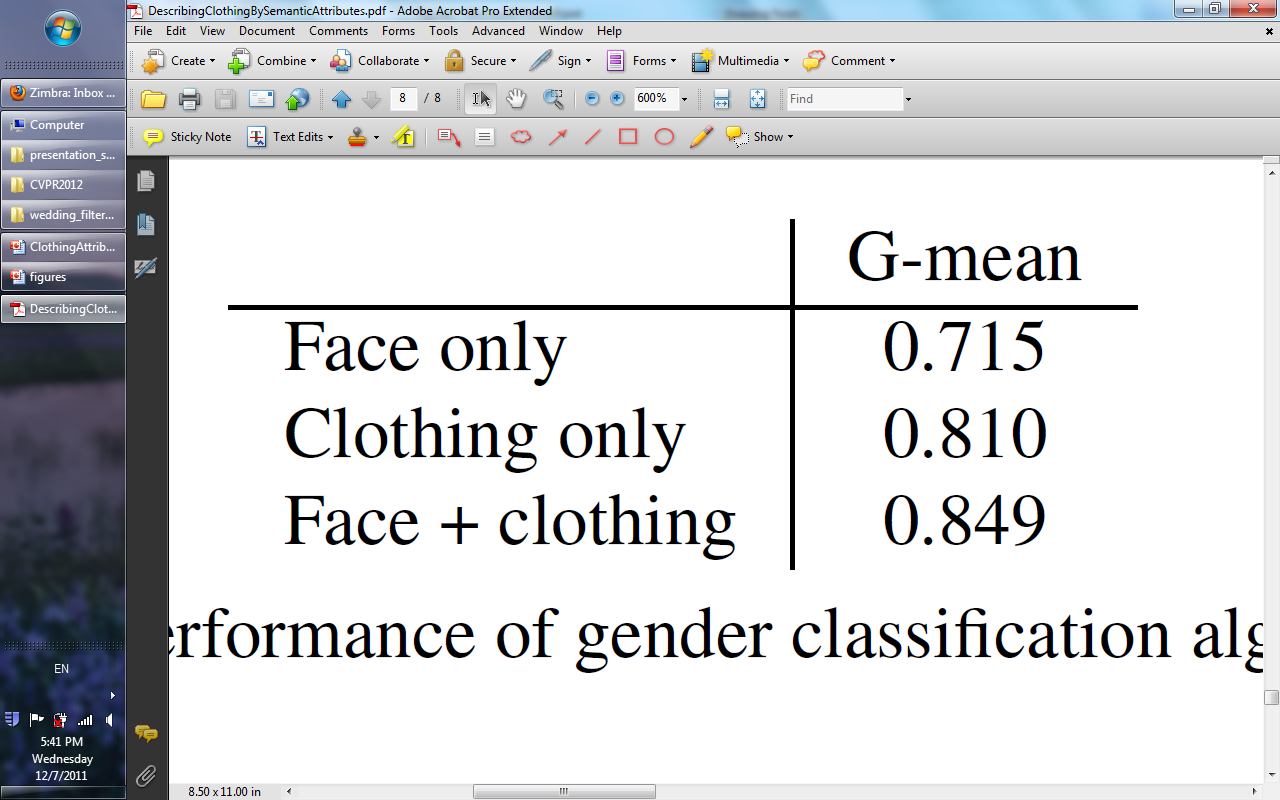 DescribingClothingBySemanticAttributes.pdf - Adobe Acrobat Pro Extended
File Edit View Document Comments Forms Tools Advanced Window Help
Create Combine Collaborate Secure Sign Forms Multimedia Comment
8 / 8 600% Find
Sticky Note Text Edits Show
Zimbra: Inbox ...
Computer
presentation_s...
CVPR2012
wedding_filter...
ClothingAttrib...
figures
DescribingClot...
G-mean
Face only 0.715
Clothing only 0.810
Face + clothing 0.849
erformance of gender classification alg
EN
5:41 PM
Wednesday
12/7/2011
8.50 x 11.00 in